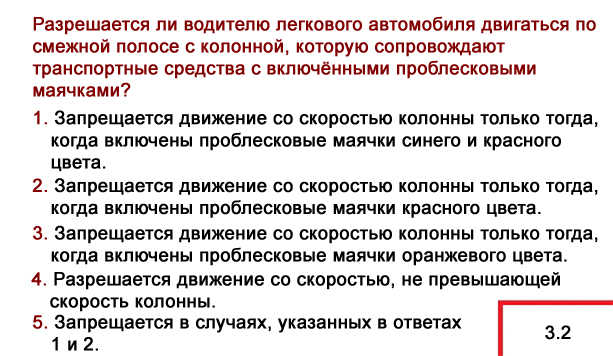 Разрешается ли водителю легкового автомобиля двигаться по
смежной полосе с колонной, которую сопровождают
транспортные средства с включёнными проблесковыми
маячками?
1. Запрещается движение со скоростью колонны только тогда,
когда включены проблесковые маячки синего и красного
цвета.
2. Запрещается движение со скоростью колонны только тогда,
когда включены проблесковые маячки красного цвета.
3. Запрещается движение со скоростью колонны только тогда,
когда включены проблесковые маячки оранжевого цвета.
4. Разрешается движение со скоростью, не превышающей
скорость колонны.
5. Запрещается в случаях, указанных в ответах
1 и 2.
3.2